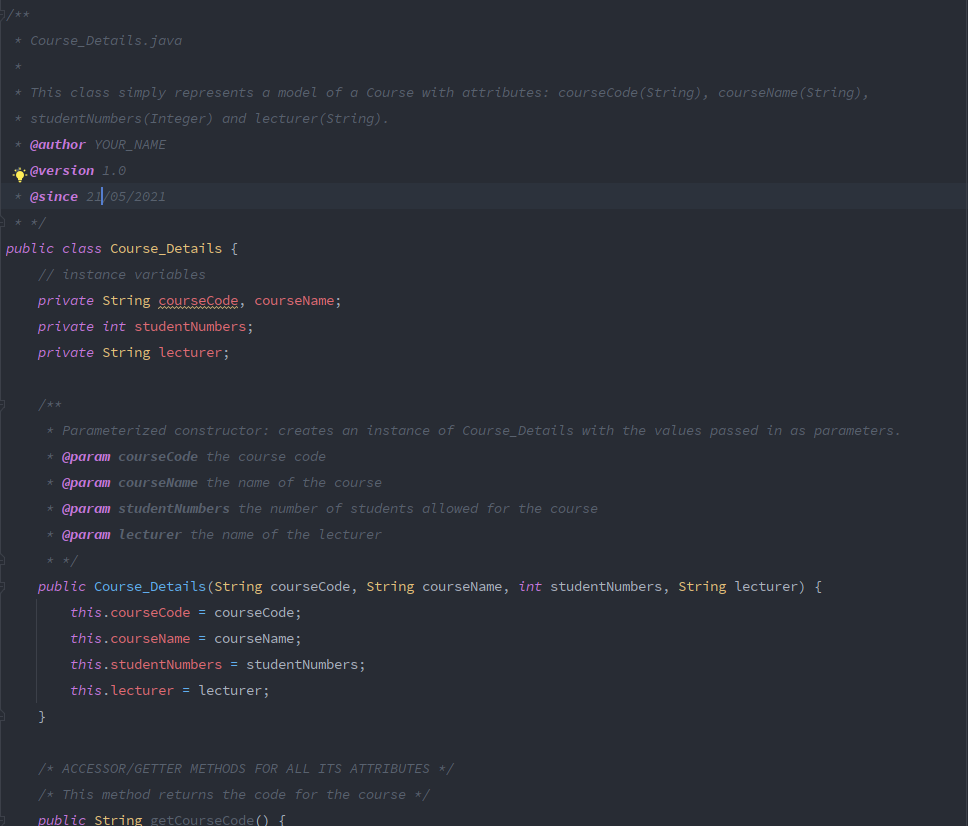 /**
 * Course_Details.java
 *
 * This class simply represents a model of a Course with attributes: courseCode(String), courseName(String),
 * studentNumbers(Integer) and lecturer(String).
 * @author YOUR_NAME
 @version 1.0
 * @since 21/05/2021
 * */
public class Course_Details {
    // instance variables
    private String courseCode, courseName;
    private int studentNumbers;
    private String lecturer;
    /**
     * Parameterized constructor: creates an instance of Course_Details with the values passed in as parameters.
     * @param courseCode the course code
     * @param courseName the name of the course
     * @param studentNumbers the number of students allowed for the course
     * @param lecturer the name of the lecturer
     * */
    public Course_Details(String courseCode, String courseName, int studentNumbers, String lecturer) {
        this.courseCode = courseCode;
        this.courseName = courseName;
        this.studentNumbers = studentNumbers;
        this.lecturer = lecturer;
    }
    /* ACCESSOR/GETTER METHODS FOR ALL ITS ATTRIBUTES */
    /* This method returns the code for the course */
    public String getCourseCode() {